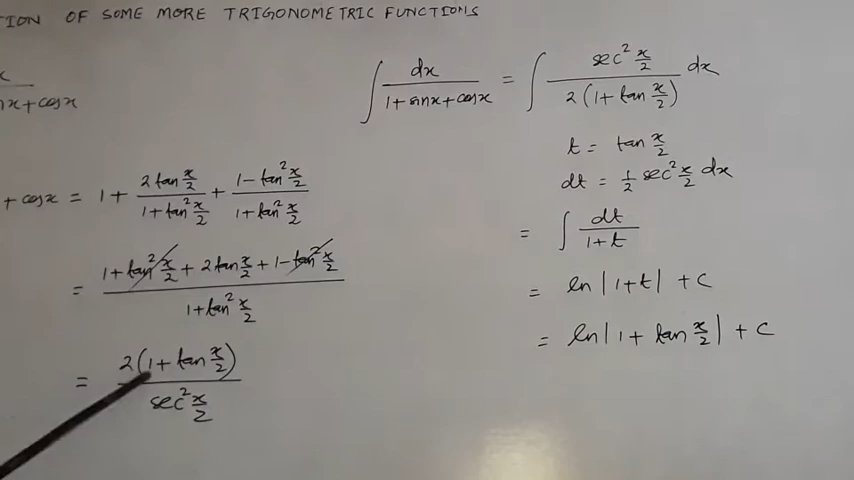 TION OF SOME MORE TRIGONOMETRIC FUNCTIONS
x
nx+cosx
+ cosx = 1 + 2tan x/2 / 1+tan² x/2 + 1-tan² x/2 / 1+tan² x/2
= 1+tan² x/2 + 2tan x/2 + 1-tan² x/2 / 1+tan² x/2
= 2(1+tan x/2) / sec² x/2
∫ dx / 1+sinx+cosx = ∫ sec² x/2 / 2(1+tan x/2) dx
t = tan x/2
dt = 1/2 sec² x/2 dx
= ∫ dt / 1+t
= ln|1+t| + c
= ln|1+tan x/2| + c